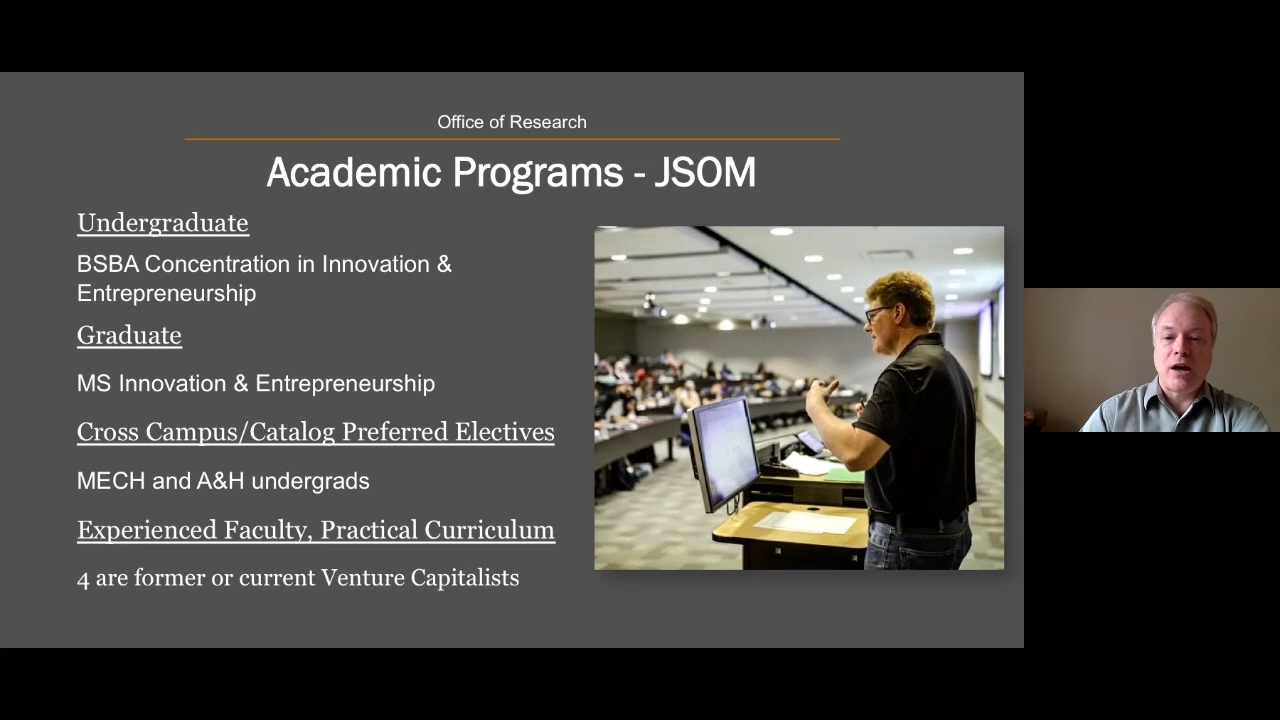 Office of Research
Academic Programs - JSOM
Undergraduate
BSBA Concentration in Innovation &
Entrepreneurship
Graduate
MS Innovation & Entrepreneurship
Cross Campus/Catalog Preferred Electives
MECH and A&H undergrads
Experienced Faculty, Practical Curriculum
4 are former or current Venture Capitalists